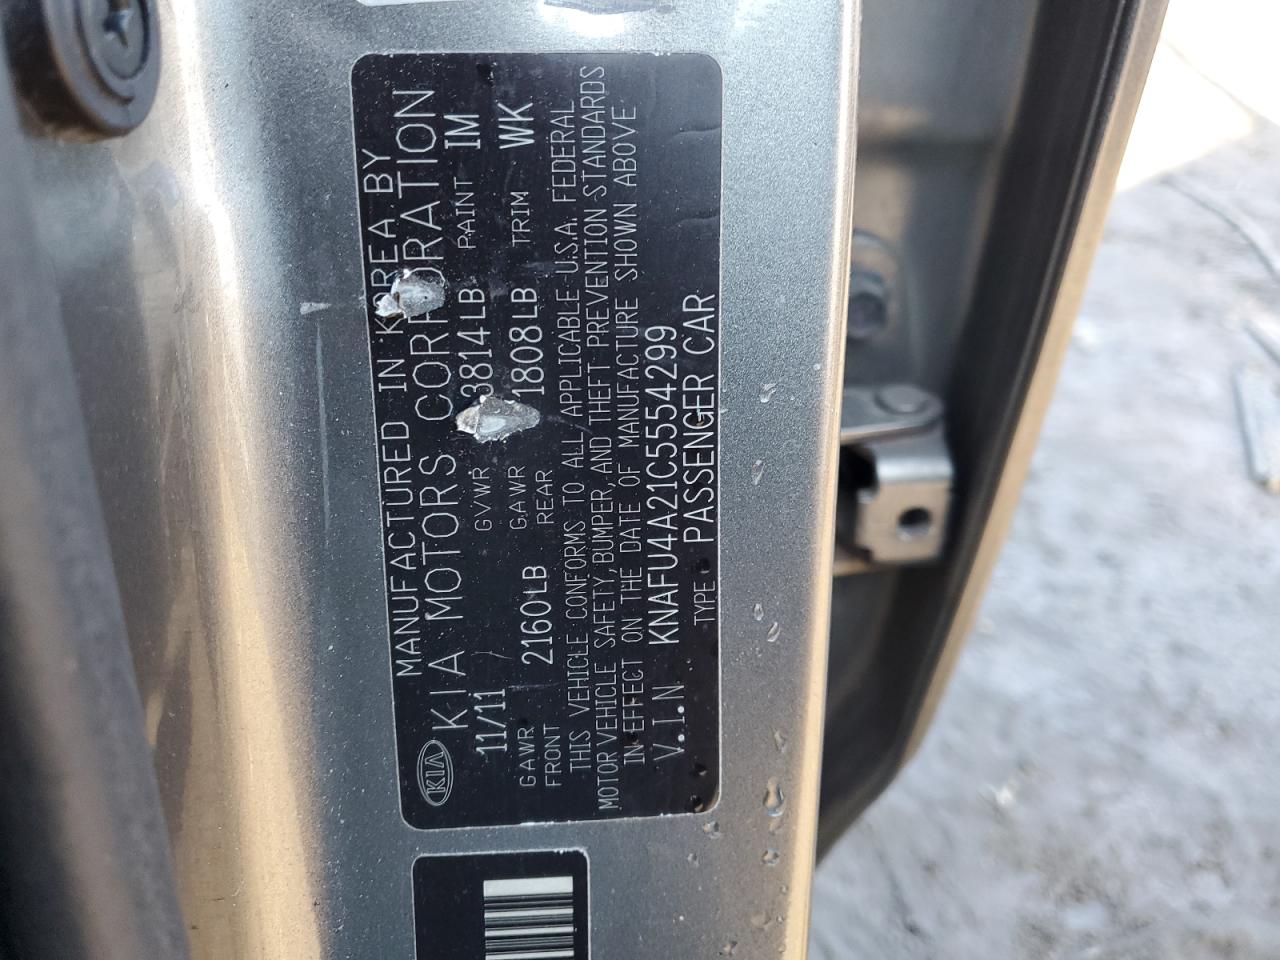 MANUFACTURED IN KOREA BY
KIA KIA MOTORS CORPORATION
11/11 GVWR 3814LB PAINT IM
GAWR FRONT 2160LB GAWR REAR 1808LB TRIM WK
THIS VEHICLE CONFORMS TO ALL APPLICABLE U.S.A. FEDERAL
MOTOR VEHICLE SAFETY, BUMPER, AND THEFT PREVENTION STANDARDS
IN EFFECT ON THE DATE OF MANUFACTURE SHOWN ABOVE
V.I.N KNAFU4A21C5554299
TYPE PASSENGER CAR